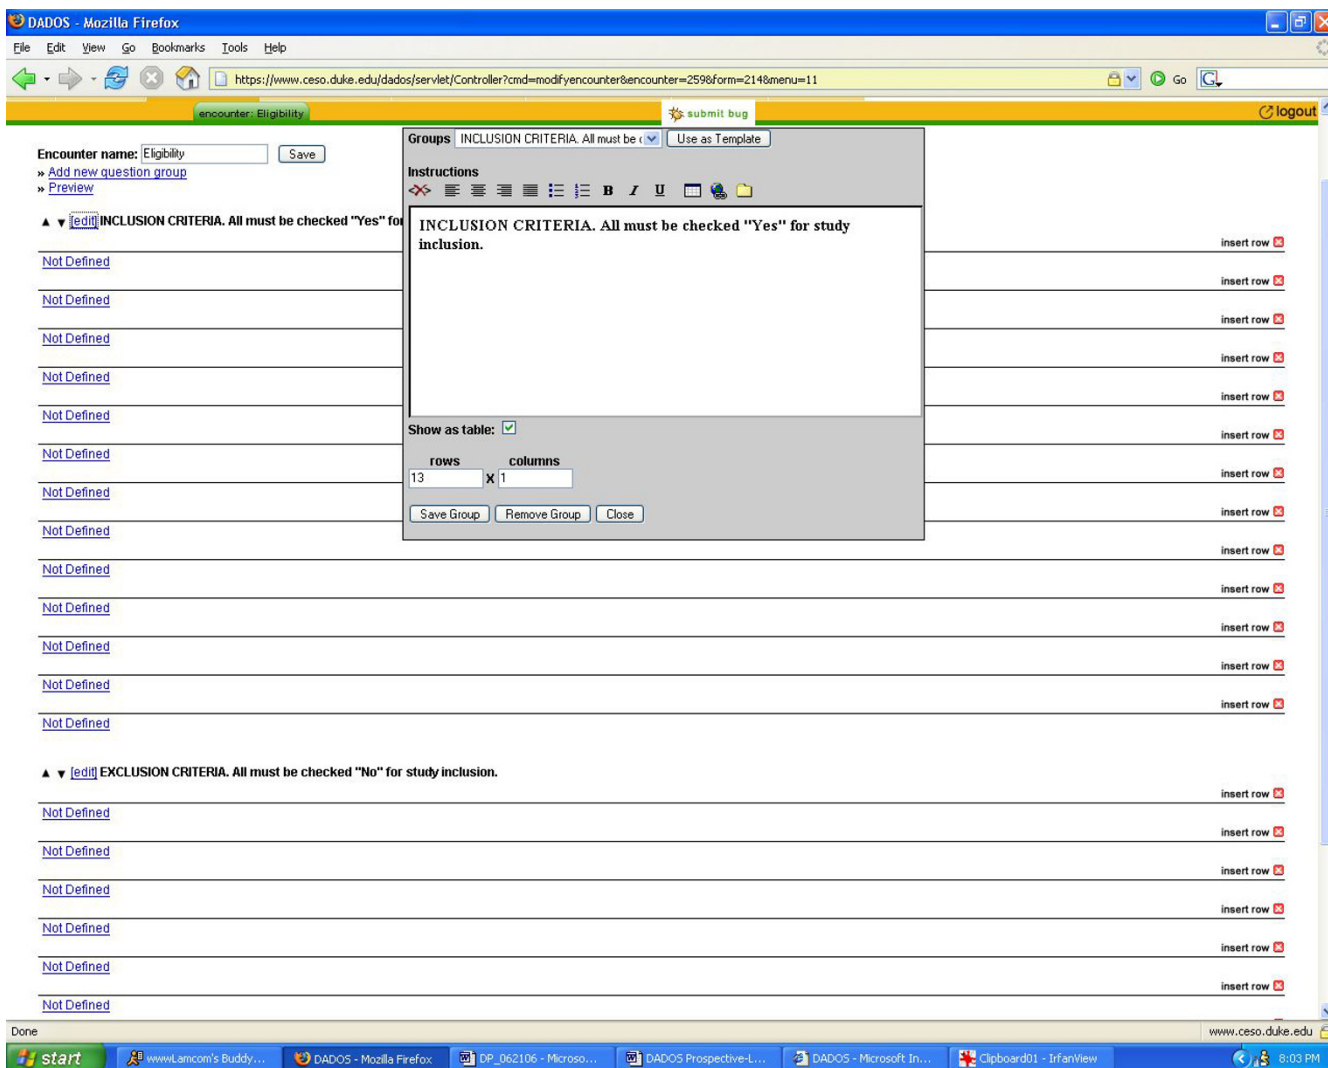 DADOS - Mozilla Firefox
File Edit View Go Bookmarks Tools Help
https://www.ceso.duke.edu/dados/servlet/Controller?cmd=modifyencounter&encounter=259&form=214&menu=11
Go
G
encounter: Eligibility
submit bug
logout
Encounter name: Eligibility Save
» Add new question group
» Preview
Groups INCLUSION CRITERIA. All must be Use as Template
Instructions
B I U
INCLUSION CRITERIA. All must be checked "Yes" for study
inclusion.
Show as table:
rows columns
13 X 1
Save Group Remove Group Close
▲ ▼ [edit] INCLUSION CRITERIA. All must be checked "Yes" for
insert row
Not Defined
insert row
Not Defined
insert row
Not Defined
insert row
Not Defined
insert row
Not Defined
insert row
Not Defined
insert row
Not Defined
insert row
Not Defined
insert row
Not Defined
insert row
Not Defined
insert row
Not Defined
insert row
Not Defined
insert row
Not Defined
▲ ▼ [edit] EXCLUSION CRITERIA. All must be checked "No" for study inclusion.
insert row
Not Defined
insert row
Not Defined
insert row
Not Defined
insert row
Not Defined
insert row
Not Defined
insert row
Not Defined
Done
www.ceso.duke.edu
start wwwLamcom's Buddy... DADOS - Mozilla Firefox DP_062106 - Microso... DADOS Prospective-L... DADOS - Microsoft In... Clipboard01 - IrfanView 8:03 PM